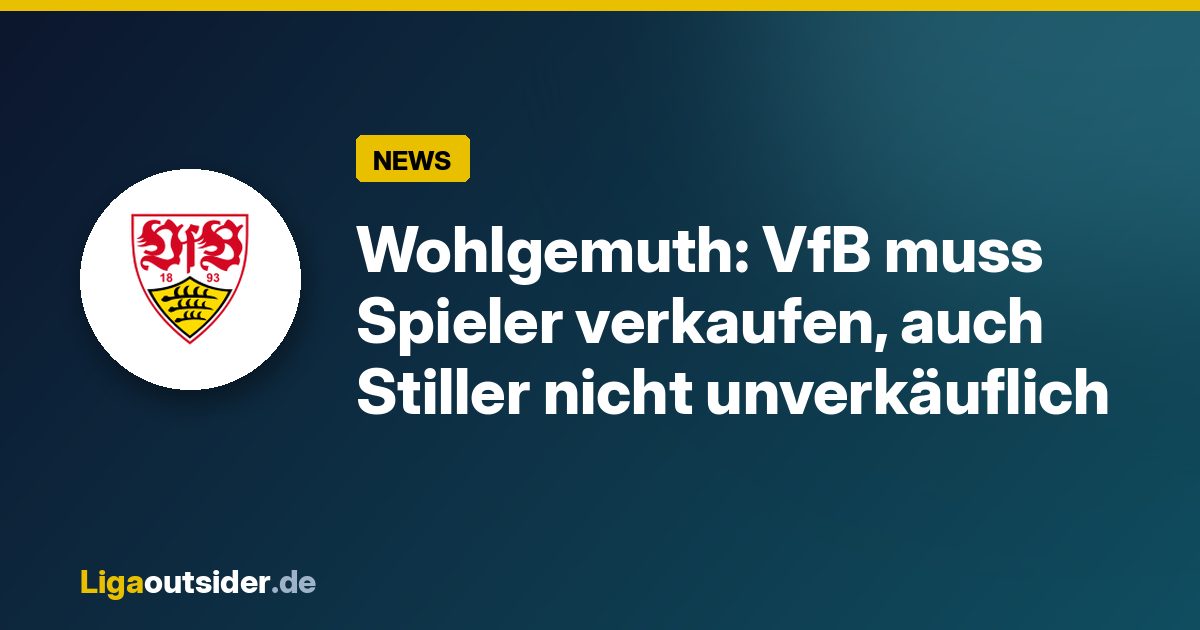 NEWS
VfB
18 93
Wohlgemuth: VfB muss
Spieler verkaufen, auch
Stiller nicht unverkäuflich
Ligaoutsider.de